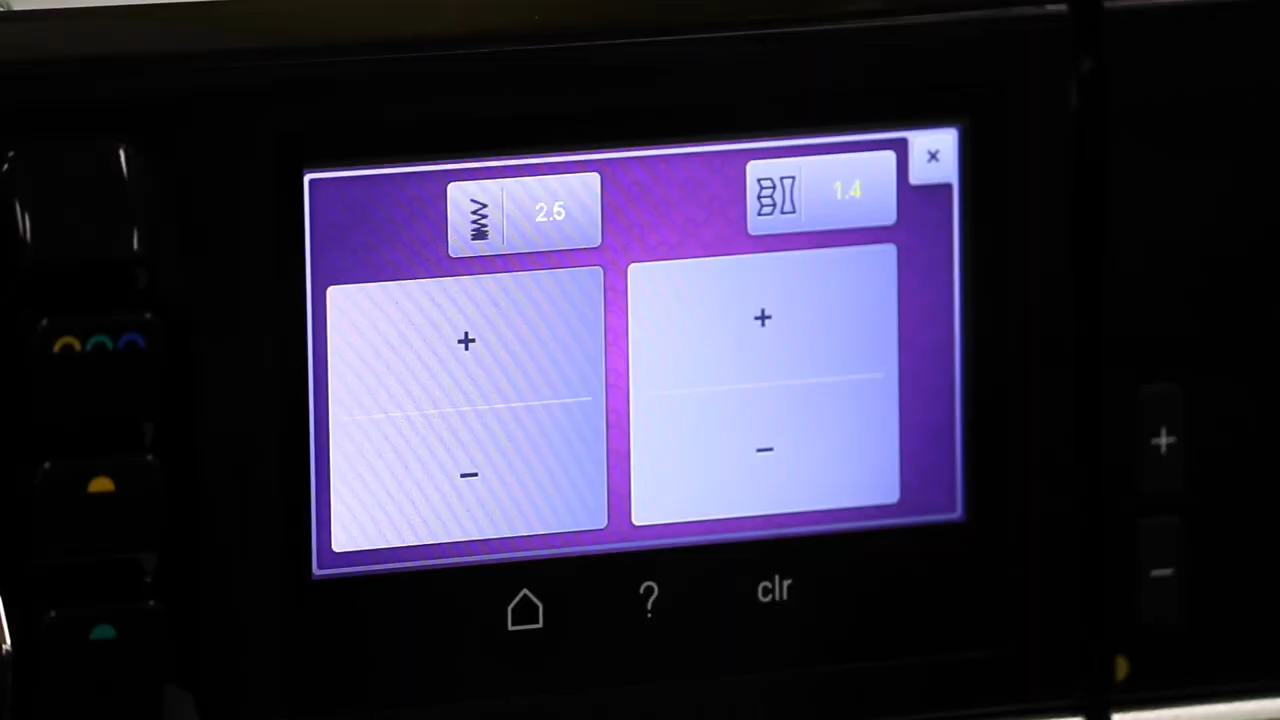 2.5 1.4 ×
+ +
− −
+
−
? clr